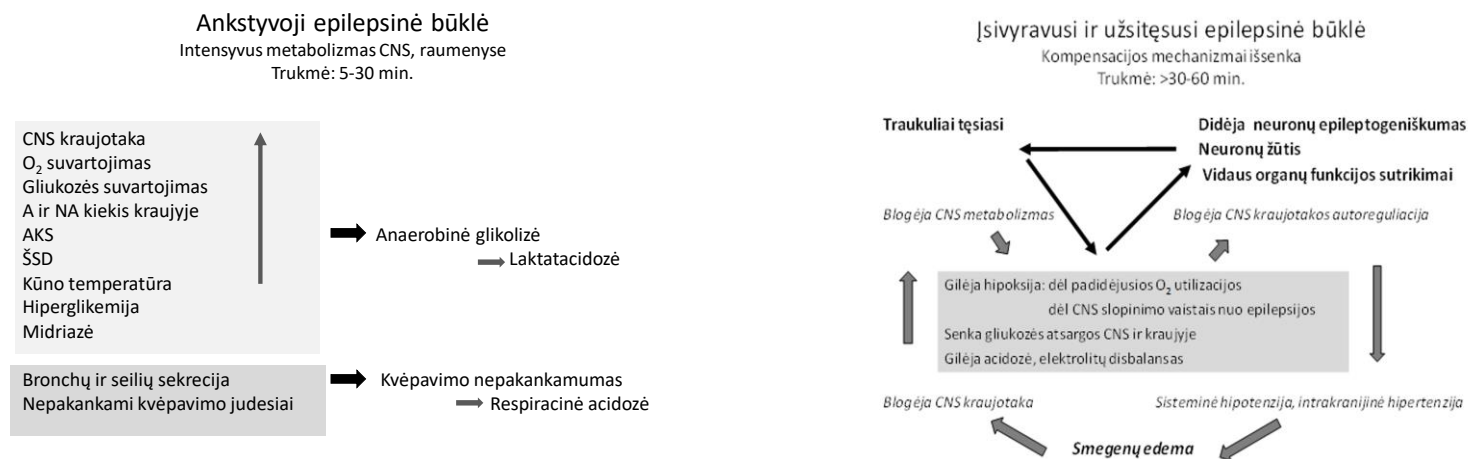 Ankstyvoji epilepsinė būklė
Intensyvus metabolizmas CNS, raumenyse
Trukmė: 5-30 min.
CNS kraujotaka
O2 suvartojimas
Gliukozės suvartojimas
A ir NA kiekis kraujyje
AKS
ŠSD
Kūno temperatūra
Hiperglikemija
Midriazė
Anaerobinė glikolizė
Laktatacidozė
Bronchų ir seilių sekrecija
Nepakankami kvėpavimo judesiai
Kvėpavimo nepakankamumas
Respiracinė acidozė
Įsivyravusi ir užsitęsusi epilepsinė būklė
Kompensacijos mechanizmai išsenka
Trukmė: >30-60 min.
Traukuliai tęsiasi
Didėja neuronų epileptogeniškumas
Neuronų žūtis
Vidaus organų funkcijos sutrikimai
Blogėja CNS metabolizmas
Blogėja CNS kraujotakos autoreguliacija
Gilėja hipoksija: dėl padidėjusios O2 utilizacijos
dėl CNS slopinimo vaistais nuo epilepsijos
Senka gliukozės atsargos CNS ir kraujyje
Gilėja acidozė, elektrolitų disbalansas
Blogėja CNS kraujotaka
Sisteminė hipotenzija, intrakranijinė hipertenzija
Smegenų edema